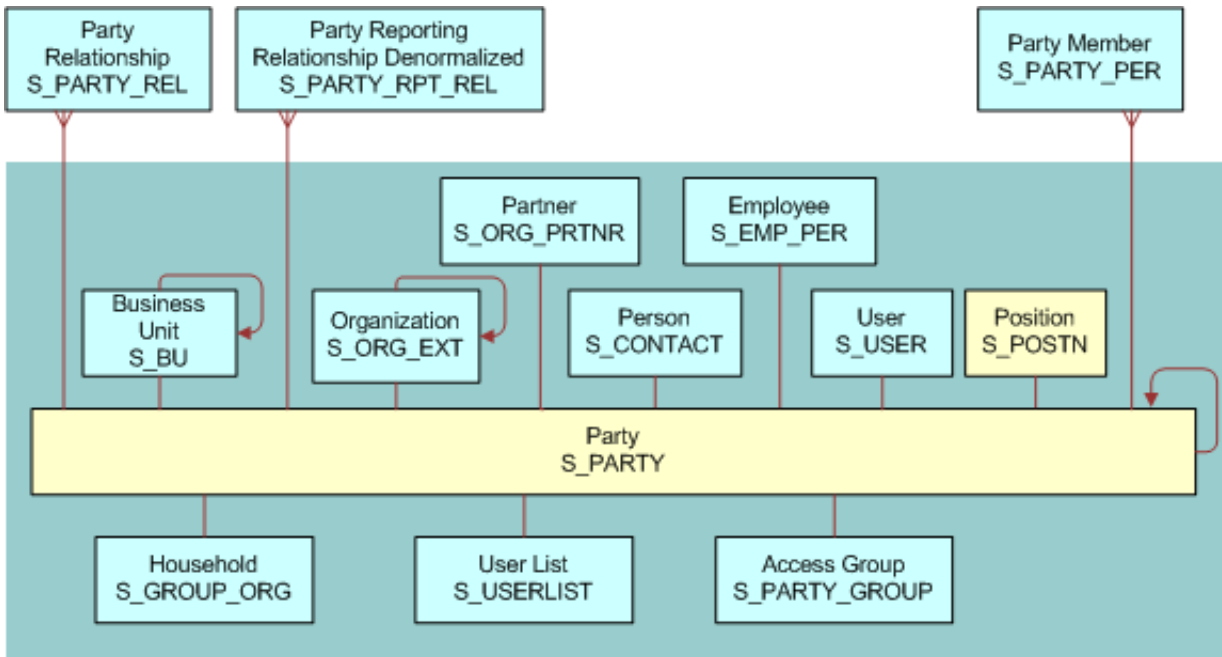 Party
Relationship
S_PARTY_REL
Party Reporting
Relationship Denormalized
S_PARTY_RPT_REL
Party Member
S_PARTY_PER
Partner
S_ORG_PRTNR
Employee
S_EMP_PER
Business
Unit
S_BU
Organization
S_ORG_EXT
Person
S_CONTACT
User
S_USER
Position
S_POSTN
Party
S_PARTY
Household
S_GROUP_ORG
User List
S_USERLIST
Access Group
S_PARTY_GROUP